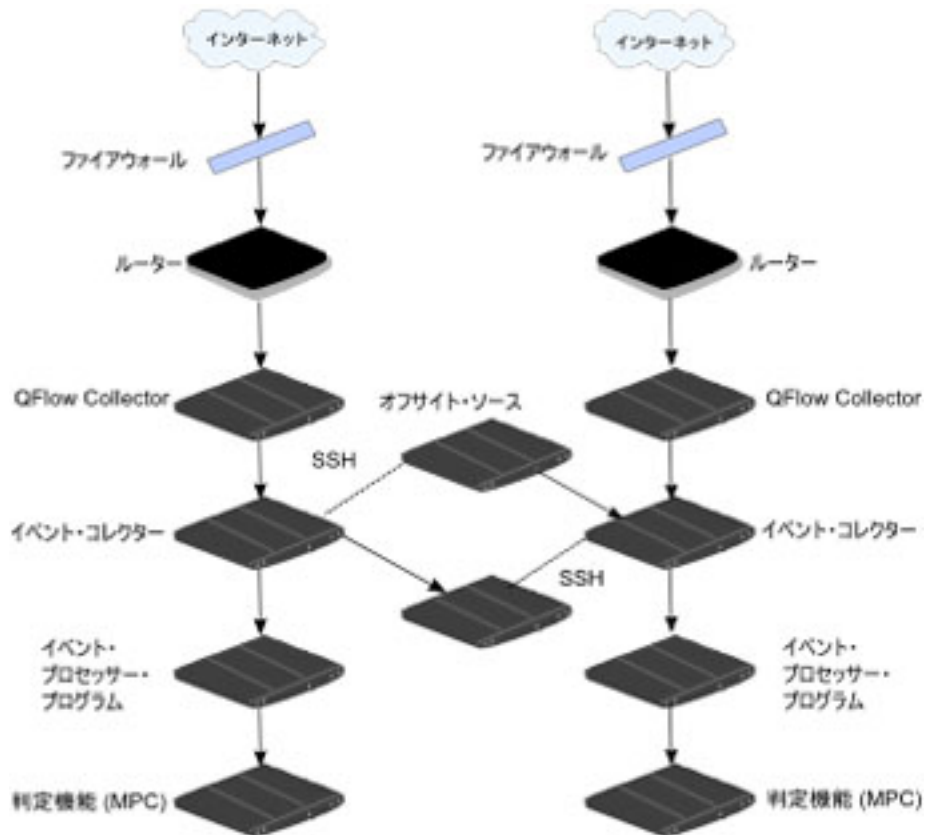 インターネット
インターネット
ファイアウォール
ファイアウォール
ルーター
ルーター
QFlow Collector
オフサイト・ソース
QFlow Collector
SSH
イベント・コレクター
イベント・コレクター
SSH
イベント・
プロセッサー・
プログラム
イベント・
プロセッサー・
プログラム
判定機能 (MPC)
判定機能 (MPC)